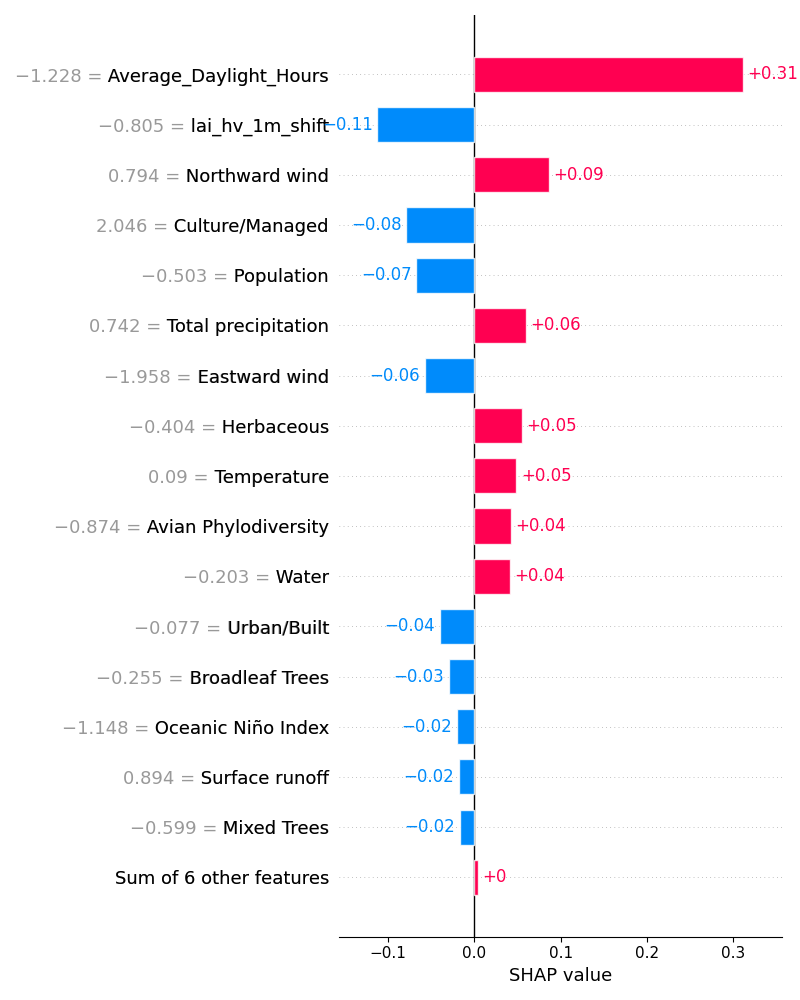 −1.228 = Average_Daylight_Hours +0.31
−0.805 = lai_hv_1m_shift −0.11
0.794 = Northward wind +0.09
2.046 = Culture/Managed −0.08
−0.503 = Population −0.07
0.742 = Total precipitation +0.06
−1.958 = Eastward wind −0.06
−0.404 = Herbaceous +0.05
0.09 = Temperature +0.05
−0.874 = Avian Phylodiversity +0.04
−0.203 = Water +0.04
−0.077 = Urban/Built −0.04
−0.255 = Broadleaf Trees −0.03
−1.148 = Oceanic Niño Index −0.02
0.894 = Surface runoff −0.02
−0.599 = Mixed Trees −0.02
Sum of 6 other features +0
−0.1 0.0 0.1 0.2 0.3
SHAP value